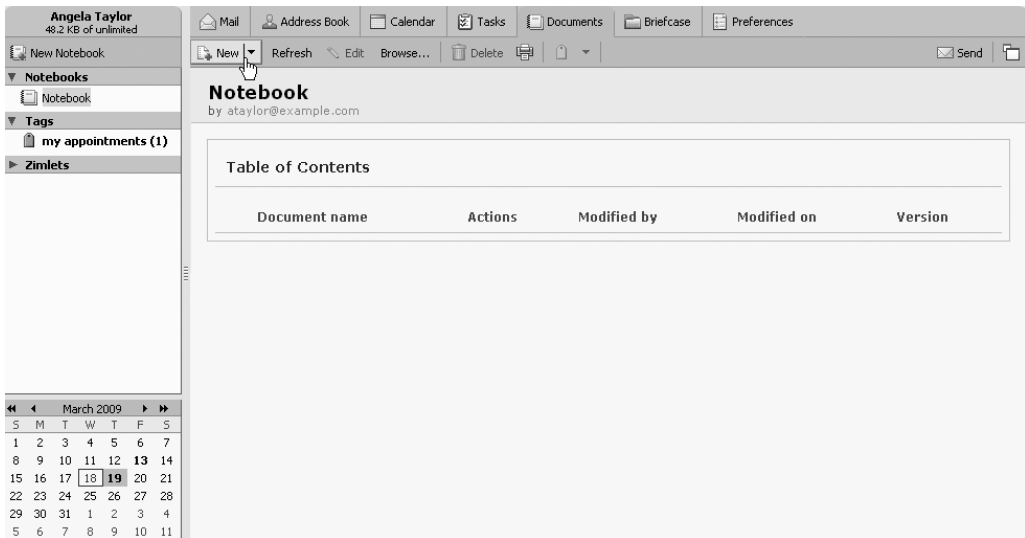 Angela Taylor
48.2 KB of unlimited
Mail Address Book Calendar Tasks Documents Briefcase Preferences
New Notebook
New Refresh Edit Browse... Delete Send
Notebooks
Notebook
Tags
my appointments (1)
Zimlets
Notebook
by ataylor@example.com
Table of Contents
Document name Actions Modified by Modified on Version
March 2009
S M T W T F S
1 2 3 4 5 6 7
8 9 10 11 12 13 14
15 16 17 18 19 20 21
22 23 24 25 26 27 28
29 30 31 1 2 3 4
5 6 7 8 9 10 11